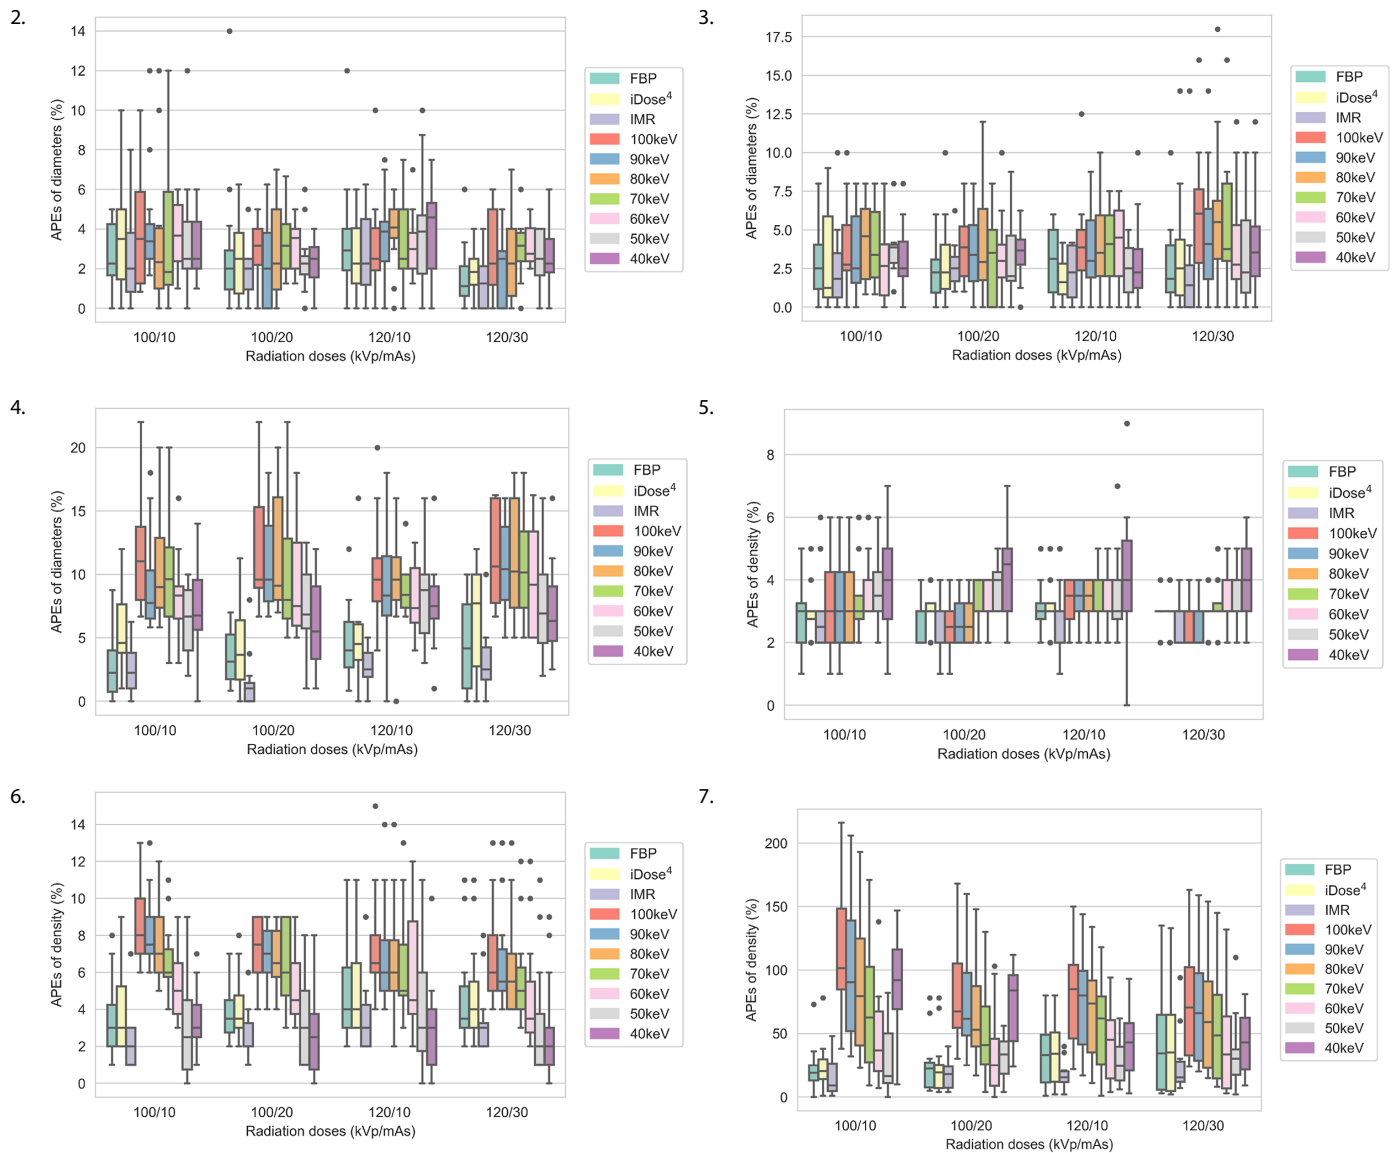 2.
APEs of diameters (%)
14
12
10
8
6
4
2
0
100/10 100/20 120/10 120/30
Radiation doses (kVp/mAs)
FBP
iDose4
IMR
100keV
90keV
80keV
70keV
60keV
50keV
40keV
3.
APEs of diameters (%)
17.5
15.0
12.5
10.0
7.5
5.0
2.5
0.0
100/10 100/20 120/10 120/30
Radiation doses (kVp/mAs)
FBP
iDose4
IMR
100keV
90keV
80keV
70keV
60keV
50keV
40keV
4.
APEs of diameters (%)
20
15
10
5
0
100/10 100/20 120/10 120/30
Radiation doses (kVp/mAs)
FBP
iDose4
IMR
100keV
90keV
80keV
70keV
60keV
50keV
40keV
5.
APEs of density (%)
8
6
4
2
0
100/10 100/20 120/10 120/30
Radiation doses (kVp/mAs)
FBP
iDose4
IMR
100keV
90keV
80keV
70keV
60keV
50keV
40keV
6.
APEs of density (%)
14
12
10
8
6
4
2
0
100/10 100/20 120/10 120/30
Radiation doses (kVp/mAs)
FBP
iDose4
IMR
100keV
90keV
80keV
70keV
60keV
50keV
40keV
7.
APEs of density (%)
200
150
100
50
0
100/10 100/20 120/10 120/30
Radiation doses (kVp/mAs)
FBP
iDose4
IMR
100keV
90keV
80keV
70keV
60keV
50keV
40keV